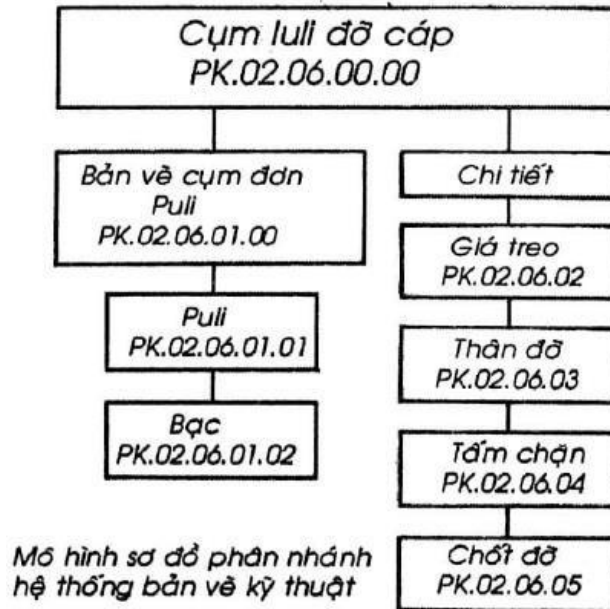 Cụm luli đỡ cáp
PK.02.06.00.00
Bản vẽ cụm đơn
Puli
PK.02.06.01.00
Puli
PK.02.06.01.01
Bạc
PK.02.06.01.02
Chi tiết
Giá treo
PK.02.06.02
Thân đỡ
PK.02.06.03
Tấm chặn
PK.02.06.04
Chốt đỡ
PK.02.06.05
Mô hình sơ đồ phân nhánh
hệ thống bản vẽ kỹ thuật